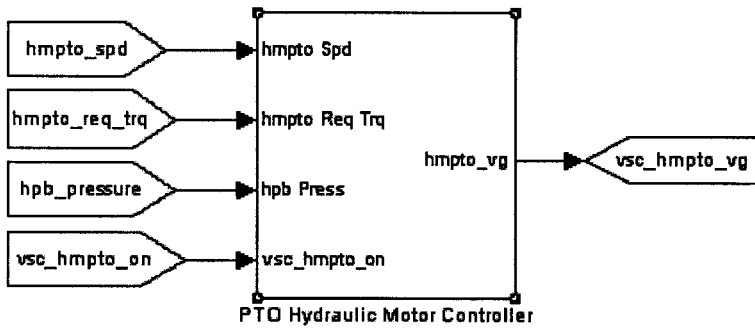 hmpto_spd
hmpto Spd
hmpto_req_trq
hmpto Req Trq
hmpto_vg
vsc_hmpto_vg
hpb_pressure
hpb Press
vsc_hmpto_on
vsc_hmpto_on
PTO Hydraulic Motor Controller